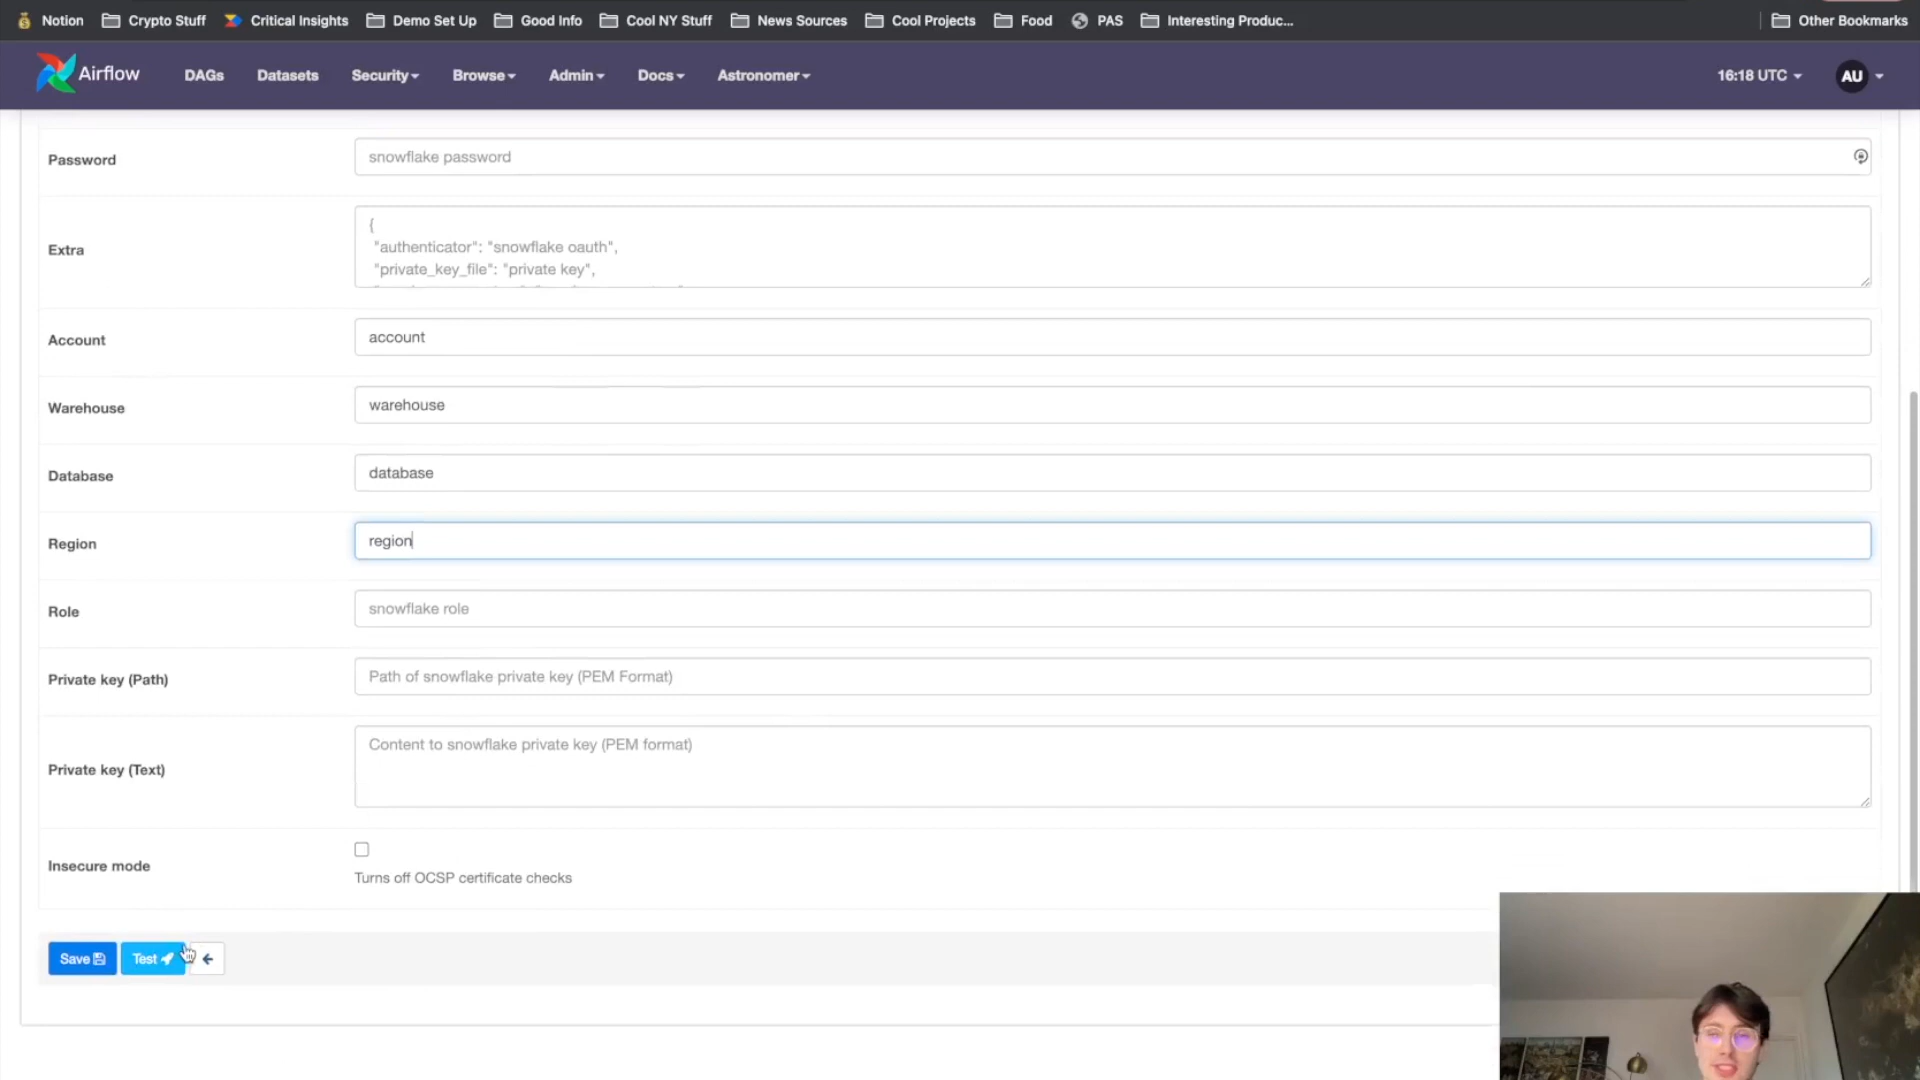 Notion Crypto Stuff Critical Insights Demo Set Up Good Info Cool NY Stuff News Sources Cool Projects Food PAS Interesting Produc... Other Bookmarks
Airflow DAGs Datasets Security Browse Admin Docs Astronomer 16:18 UTC AU
Password snowflake password
Extra
{
"authenticator": "snowflake oauth",
"private_key_file": "private key",
Account account
Warehouse warehouse
Database database
Region region
Role snowflake role
Private key (Path) Path of snowflake private key (PEM Format)
Private key (Text) Content to snowflake private key (PEM format)
Insecure mode
Turns off OCSP certificate checks
Save Test